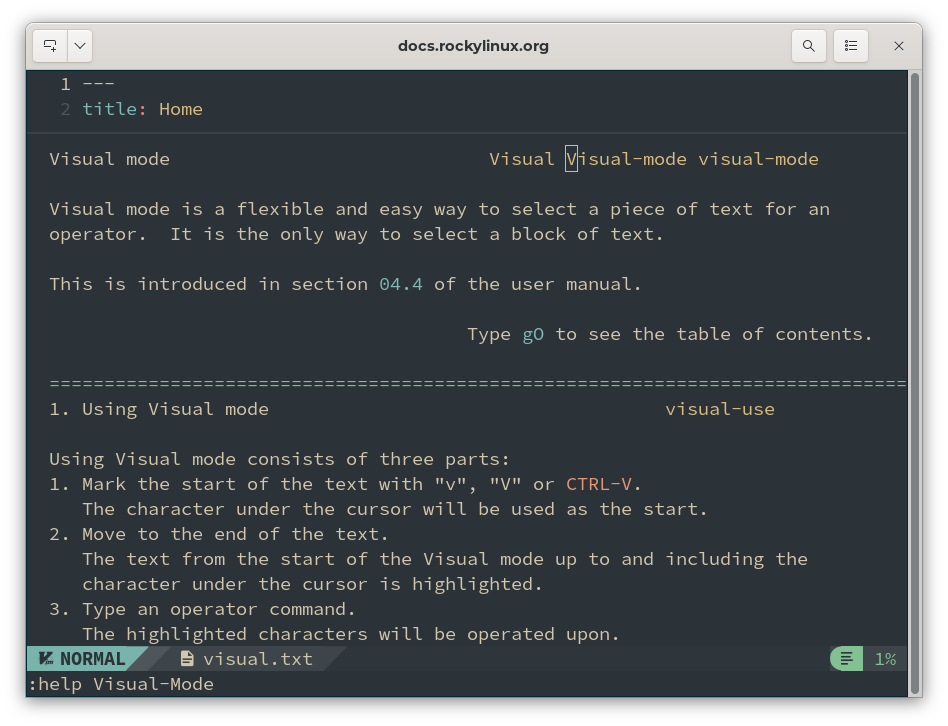 docs.rockylinux.org
1 ---
2 title: Home
Visual mode Visual Visual-mode visual-mode
Visual mode is a flexible and easy way to select a piece of text for an
operator.  It is the only way to select a block of text.
This is introduced in section 04.4 of the user manual.
Type gO to see the table of contents.
==============================================================================
1. Using Visual mode visual-use
Using Visual mode consists of three parts:
1. Mark the start of the text with "v", "V" or CTRL-V.
The character under the cursor will be used as the start.
2. Move to the end of the text.
The text from the start of the Visual mode up to and including the
character under the cursor is highlighted.
3. Type an operator command.
The highlighted characters will be operated upon.
NORMAL visual.txt 1%
:help Visual-Mode